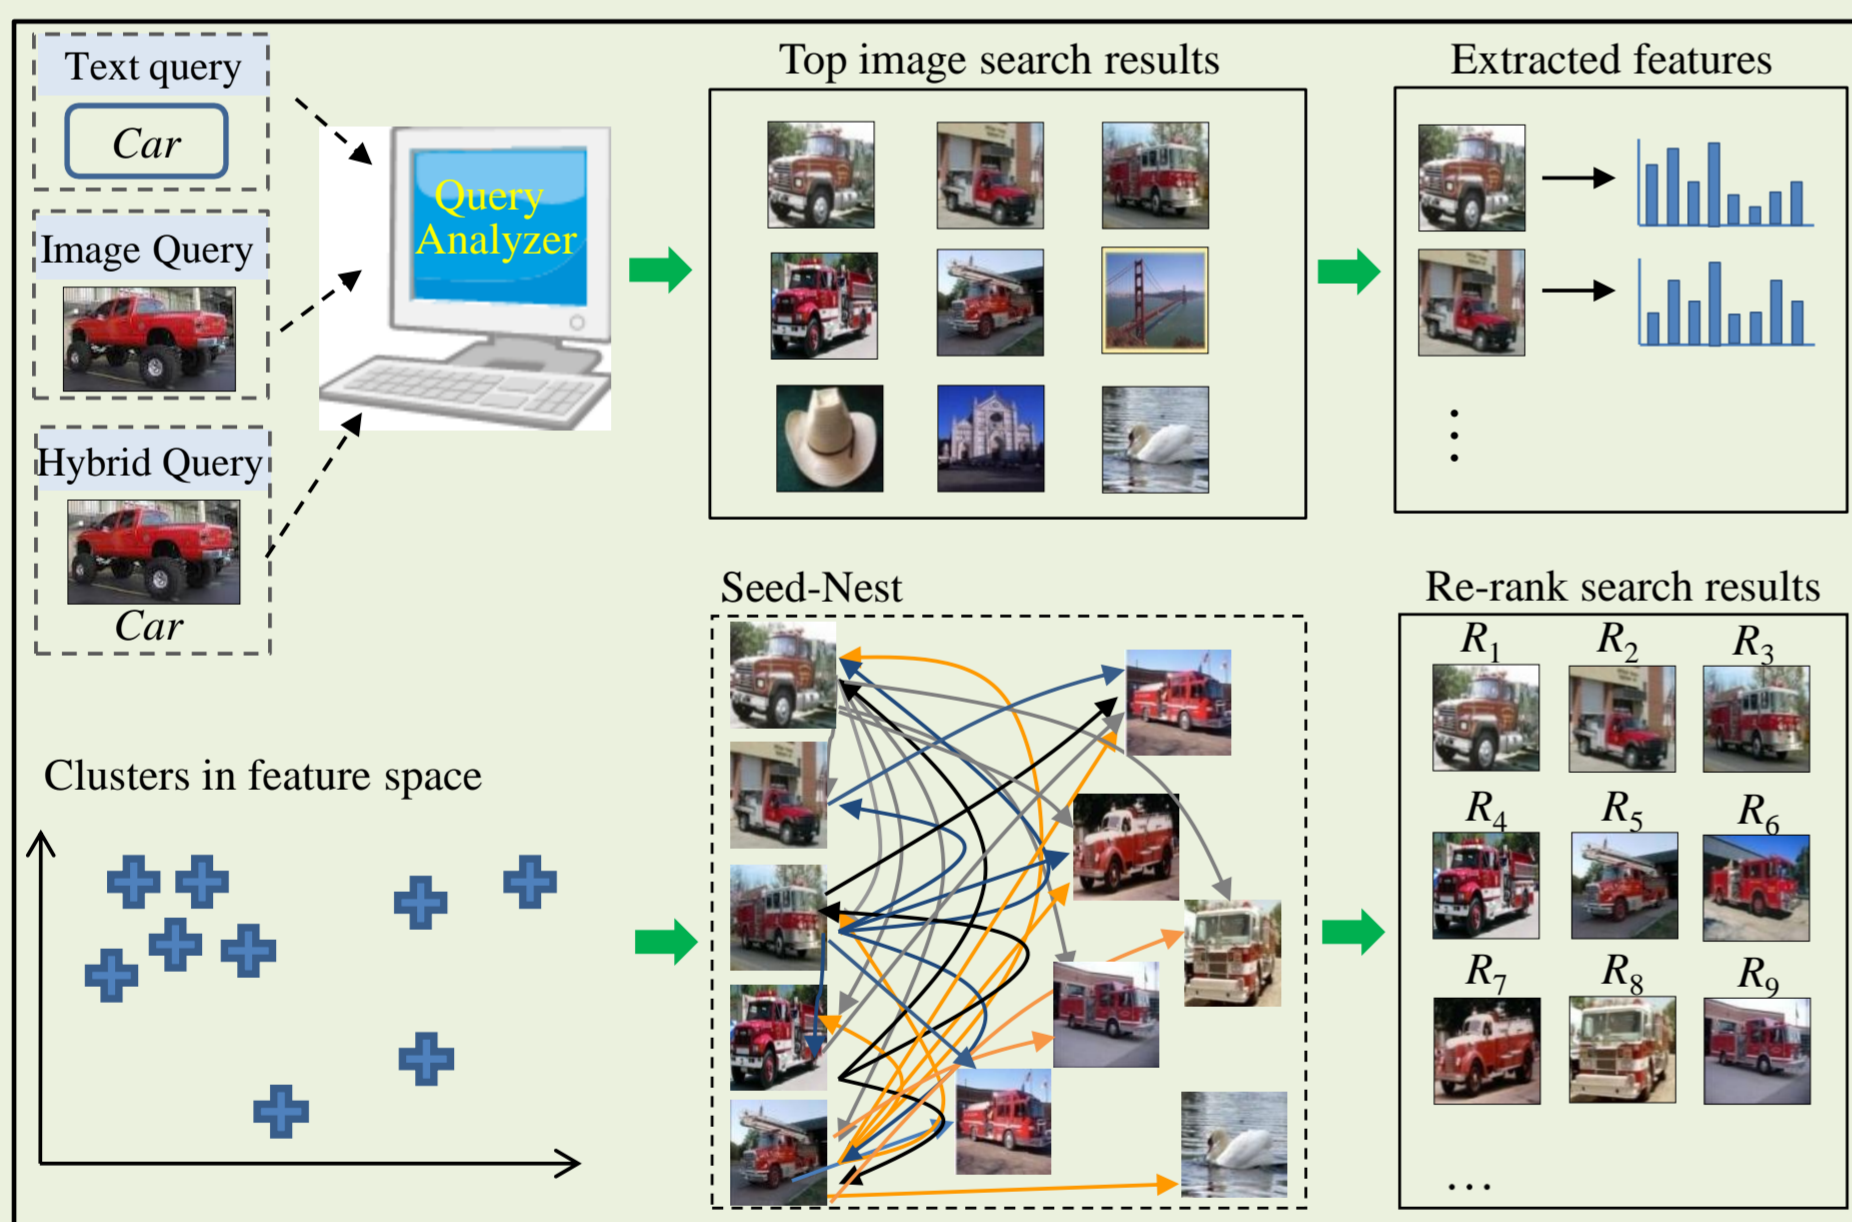 Text query
Car
Image Query
Hybrid Query
Car
Query
Analyzer
Top image search results
Extracted features
Clusters in feature space
Seed-Nest
Re-rank search results
R1 R2 R3
R4 R5 R6
R7 R8 R9
...